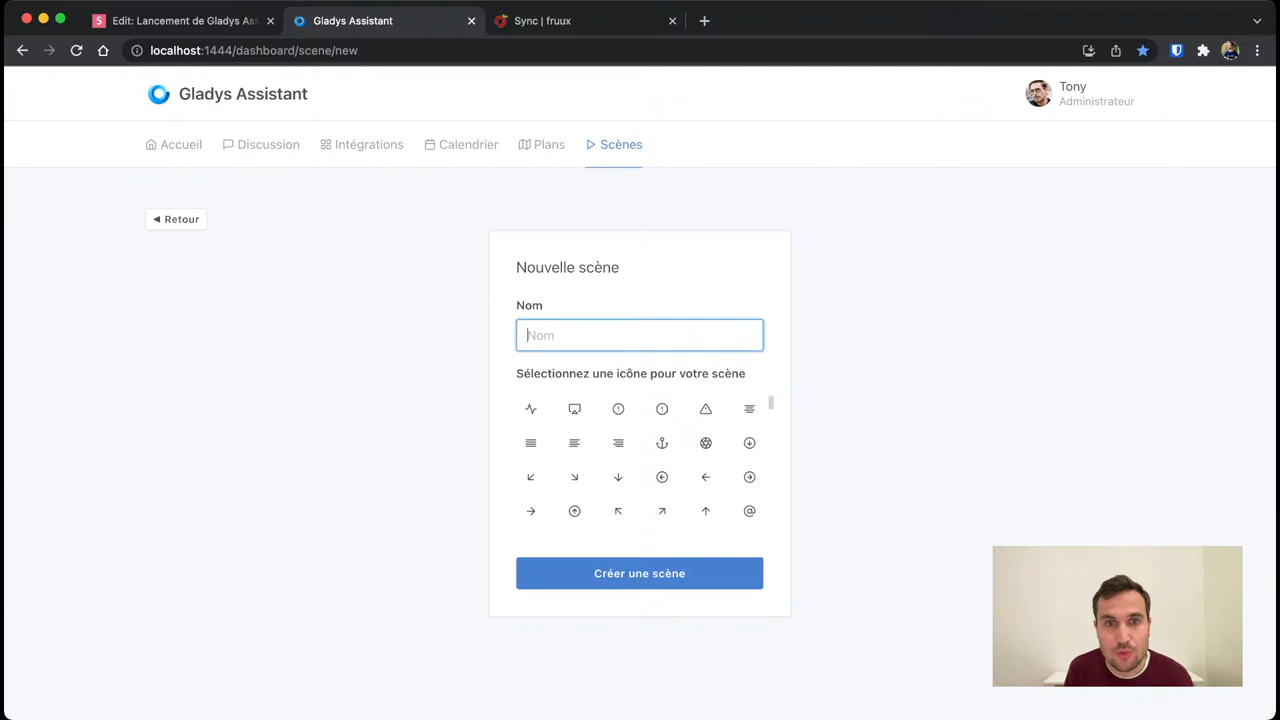 Edit: Lancement de Gladys Ass
Gladys Assistant
Sync | fruux
localhost:1444/dashboard/scene/new
Gladys Assistant
Tony
Administrateur
Accueil
Discussion
Intégrations
Calendrier
Plans
Scènes
◄ Retour
Nouvelle scène
Nom
Nom
Sélectionnez une icône pour votre scène
Créer une scène